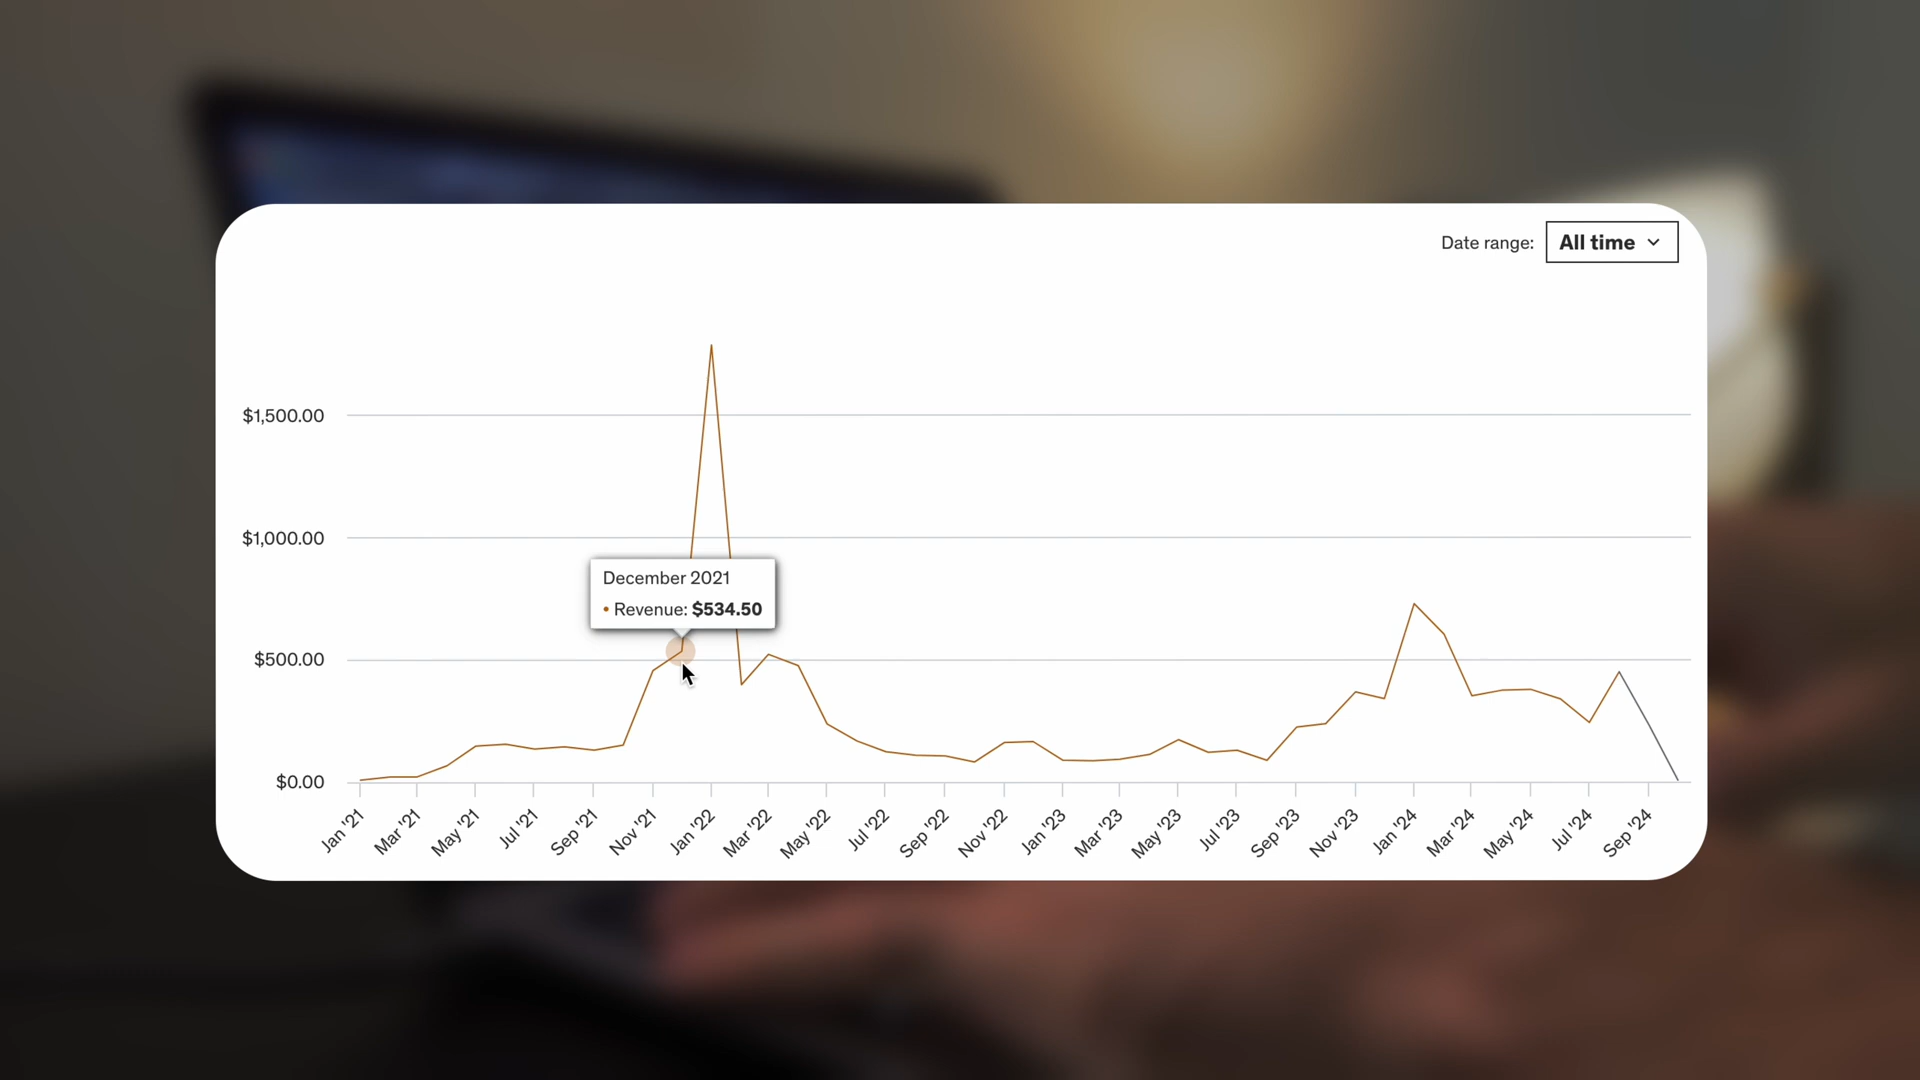 Date range: All time
$1,500.00
$1,000.00
$500.00
$0.00
December 2021
• Revenue: $534.50
Jan '21
Mar '21
May '21
Jul '21
Sep '21
Nov '21
Jan '22
Mar '22
May '22
Jul '22
Sep '22
Nov '22
Jan '23
Mar '23
May '23
Jul '23
Sep '23
Nov '23
Jan '24
Mar '24
May '24
Jul '24
Sep '24